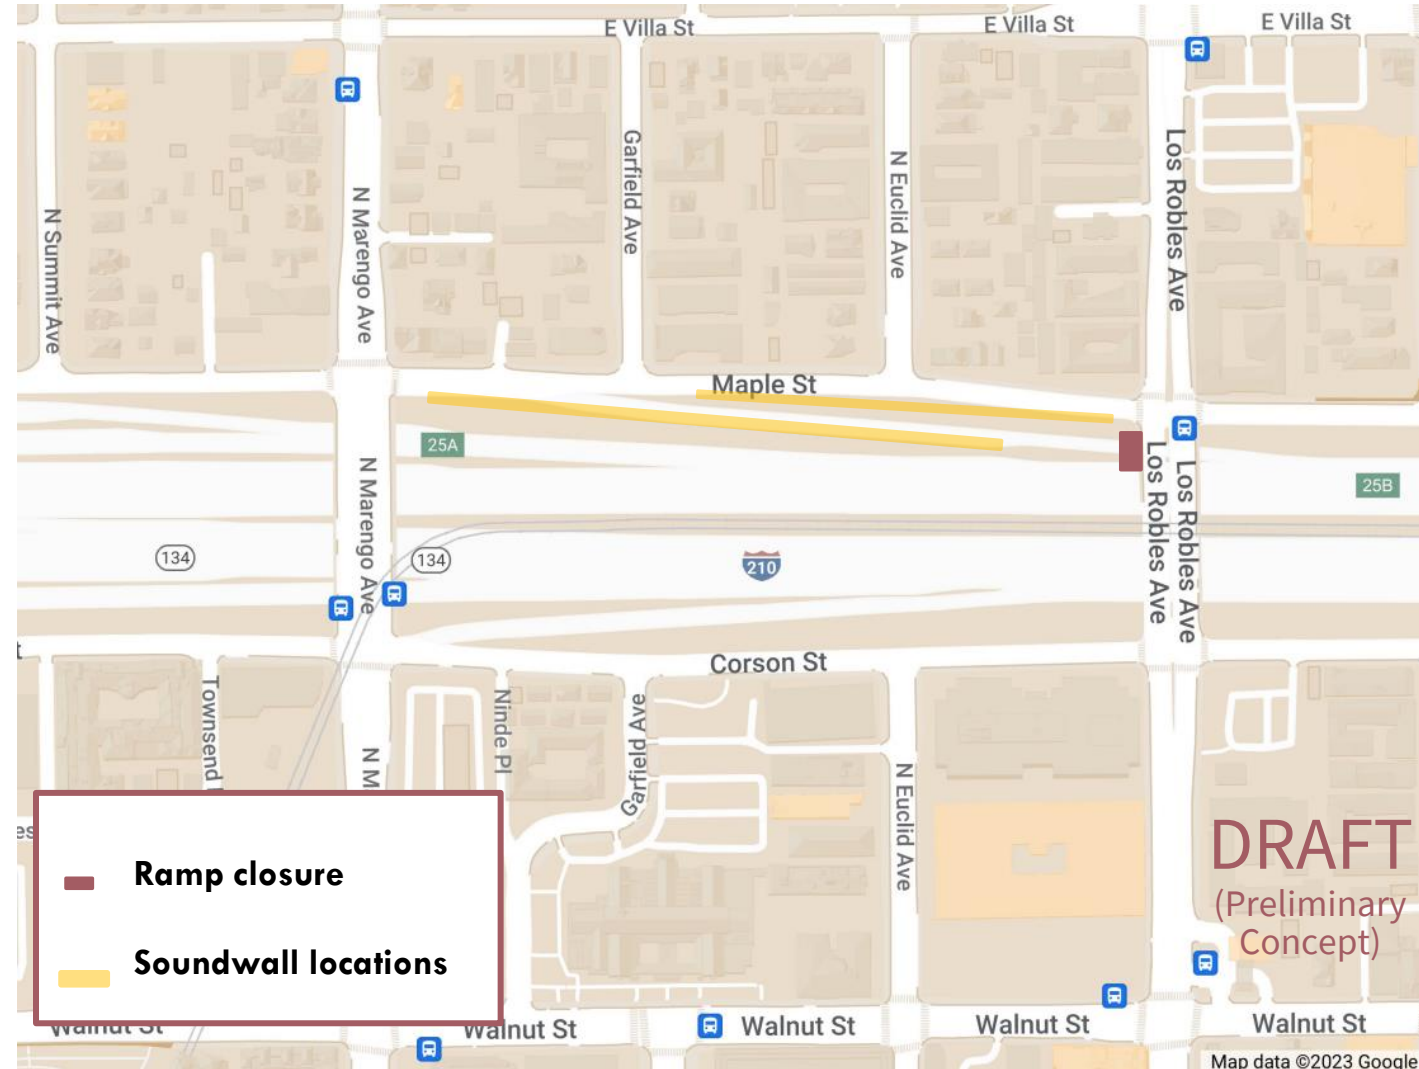 E Villa St
E Villa St
E Villa St
N Summit Ave
N Marengo Ave
Garfield Ave
N Euclid Ave
Los Robles Ave
Maple St
25A
N Marengo Ave
Los Robles Ave
Los Robles Ave
25B
134
134
210
Corson St
Townsend
Ninde Pl
Garfield Ave
N M
N Euclid Ave
Ramp closure
Soundwall locations
DRAFT
(Preliminary
Concept)
Walnut St
Walnut St
Walnut St
Walnut St
Walnut St
Map data ©2023 Google